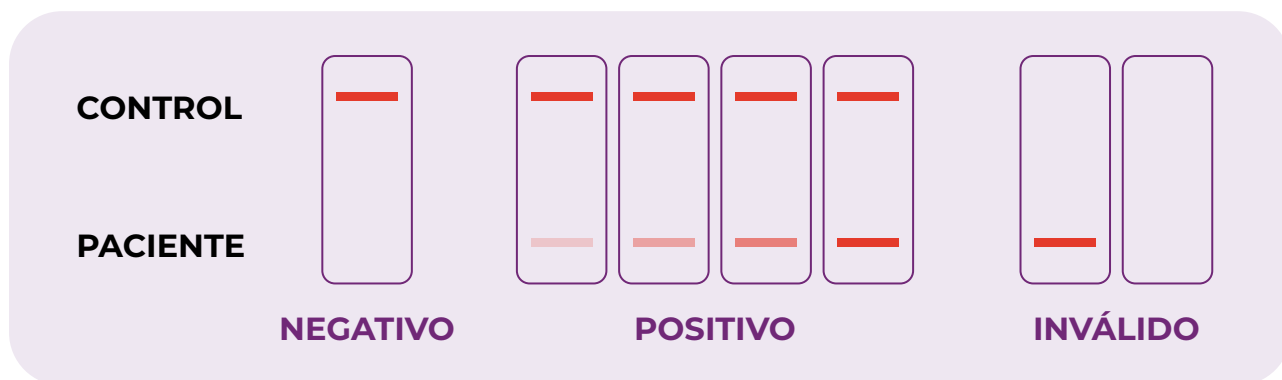 CONTROL
PACIENTE
NEGATIVO
POSITIVO
INVÁLIDO